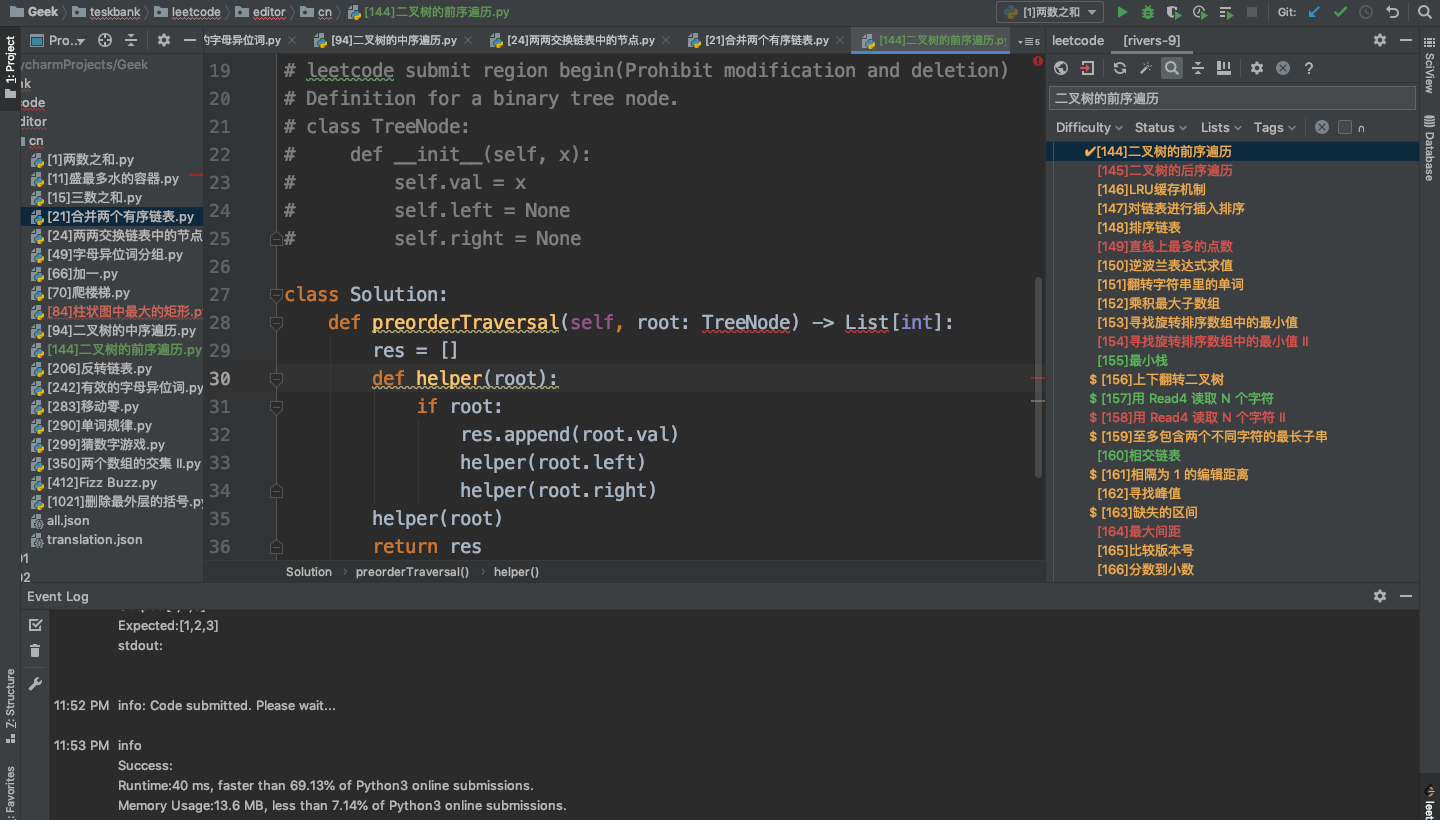 Geek teskbank leetcode editor cn [144]二叉树的前序遍历.py [1]两数之和 Git:
1: Project
Pro..
的字母异位词.py [94]二叉树的中序遍历.py [24]两两交换链表中的节点.py [21]合并两个有序链表.py [144]二叉树的前序遍历.py
leetcode [rivers-9]
ycharmProjects/Geek
nk
code
ditor
cn
[1]两数之和.py
[11]盛最多水的容器.py
[15]三数之和.py
[21]合并两个有序链表.py
[24]两两交换链表中的节点
[49]字母异位词分组.py
[66]加一.py
[70]爬楼梯.py
[84]柱状图中最大的矩形.p
[94]二叉树的中序遍历.py
[144]二叉树的前序遍历.py
[206]反转链表.py
[242]有效的字母异位词.py
[283]移动零.py
[290]单词规律.py
[299]猜数字游戏.py
[350]两个数组的交集 II.py
[412]Fizz Buzz.py
[1021]删除最外层的括号.py
all.json
translation.json
01
02
19 # leetcode submit region begin(Prohibit modification and deletion)
20 # Definition for a binary tree node.
21 # class TreeNode:
22 #     def __init__(self, x):
23 #         self.val = x
24 #         self.left = None
25 #         self.right = None
26
27 class Solution:
28     def preorderTraversal(self, root: TreeNode) -> List[int]:
29         res = []
30         def helper(root):
31             if root:
32                 res.append(root.val)
33                 helper(root.left)
34                 helper(root.right)
35         helper(root)
36         return res
Solution preorderTraversal() helper()
二叉树的前序遍历
Difficulty Status Lists Tags n
[144]二叉树的前序遍历
[145]二叉树的后序遍历
[146]LRU缓存机制
[147]对链表进行插入排序
[148]排序链表
[149]直线上最多的点数
[150]逆波兰表达式求值
[151]翻转字符串里的单词
[152]乘积最大子数组
[153]寻找旋转排序数组中的最小值
[154]寻找旋转排序数组中的最小值 II
[155]最小栈
$ [156]上下翻转二叉树
$ [157]用 Read4 读取 N 个字符
$ [158]用 Read4 读取 N 个字符 II
$ [159]至多包含两个不同字符的最长子串
[160]相交链表
$ [161]相隔为 1 的编辑距离
[162]寻找峰值
$ [163]缺失的区间
[164]最大间距
[165]比较版本号
[166]分数到小数
SciView
Database
leet
Event Log
Expected:[1,2,3]
stdout:
11:52 PM info: Code submitted. Please wait...
11:53 PM info
Success:
Runtime:40 ms, faster than 69.13% of Python3 online submissions.
Memory Usage:13.6 MB, less than 7.14% of Python3 online submissions.
Z: Structure
: Favorites